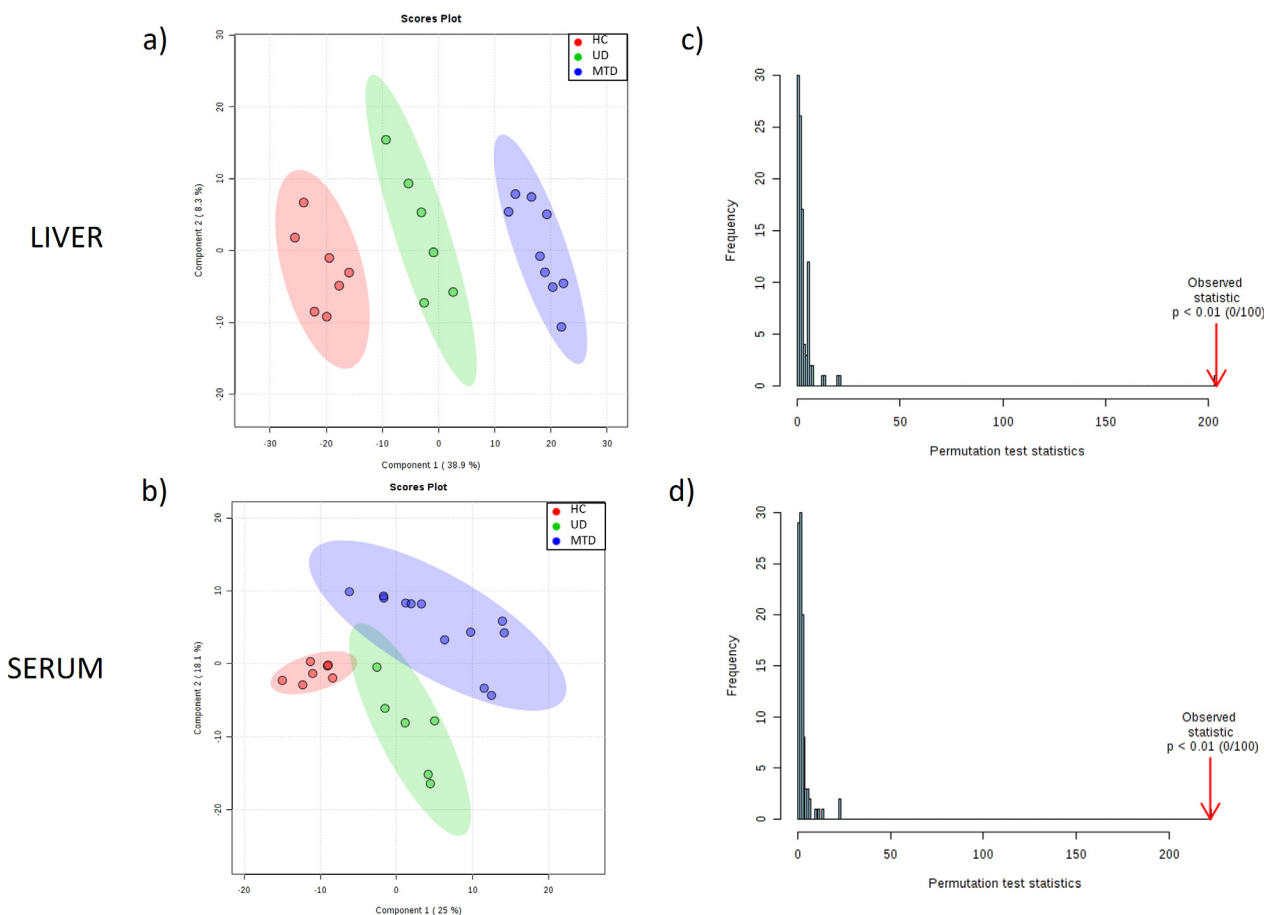 a)
Scores Plot
HC
UD
MTD
30
20
10
0
-10
-20
Component 2 ( 8.3 %)
-30
-20
-10
0
10
20
30
Component 1 ( 38.9 %)
LIVER
c)
30
25
20
15
10
5
0
Frequency
Observed
statistic
p < 0.01 (0/100)
0
50
100
150
200
Permutation test statistics
b)
Scores Plot
HC
UD
MTD
20
10
0
-10
-20
Component 2 ( 18.1 %)
-20
-10
0
10
20
Component 1 ( 25 %)
SERUM
d)
30
25
20
15
10
5
0
Frequency
Observed
statistic
p < 0.01 (0/100)
0
50
100
150
200
Permutation test statistics